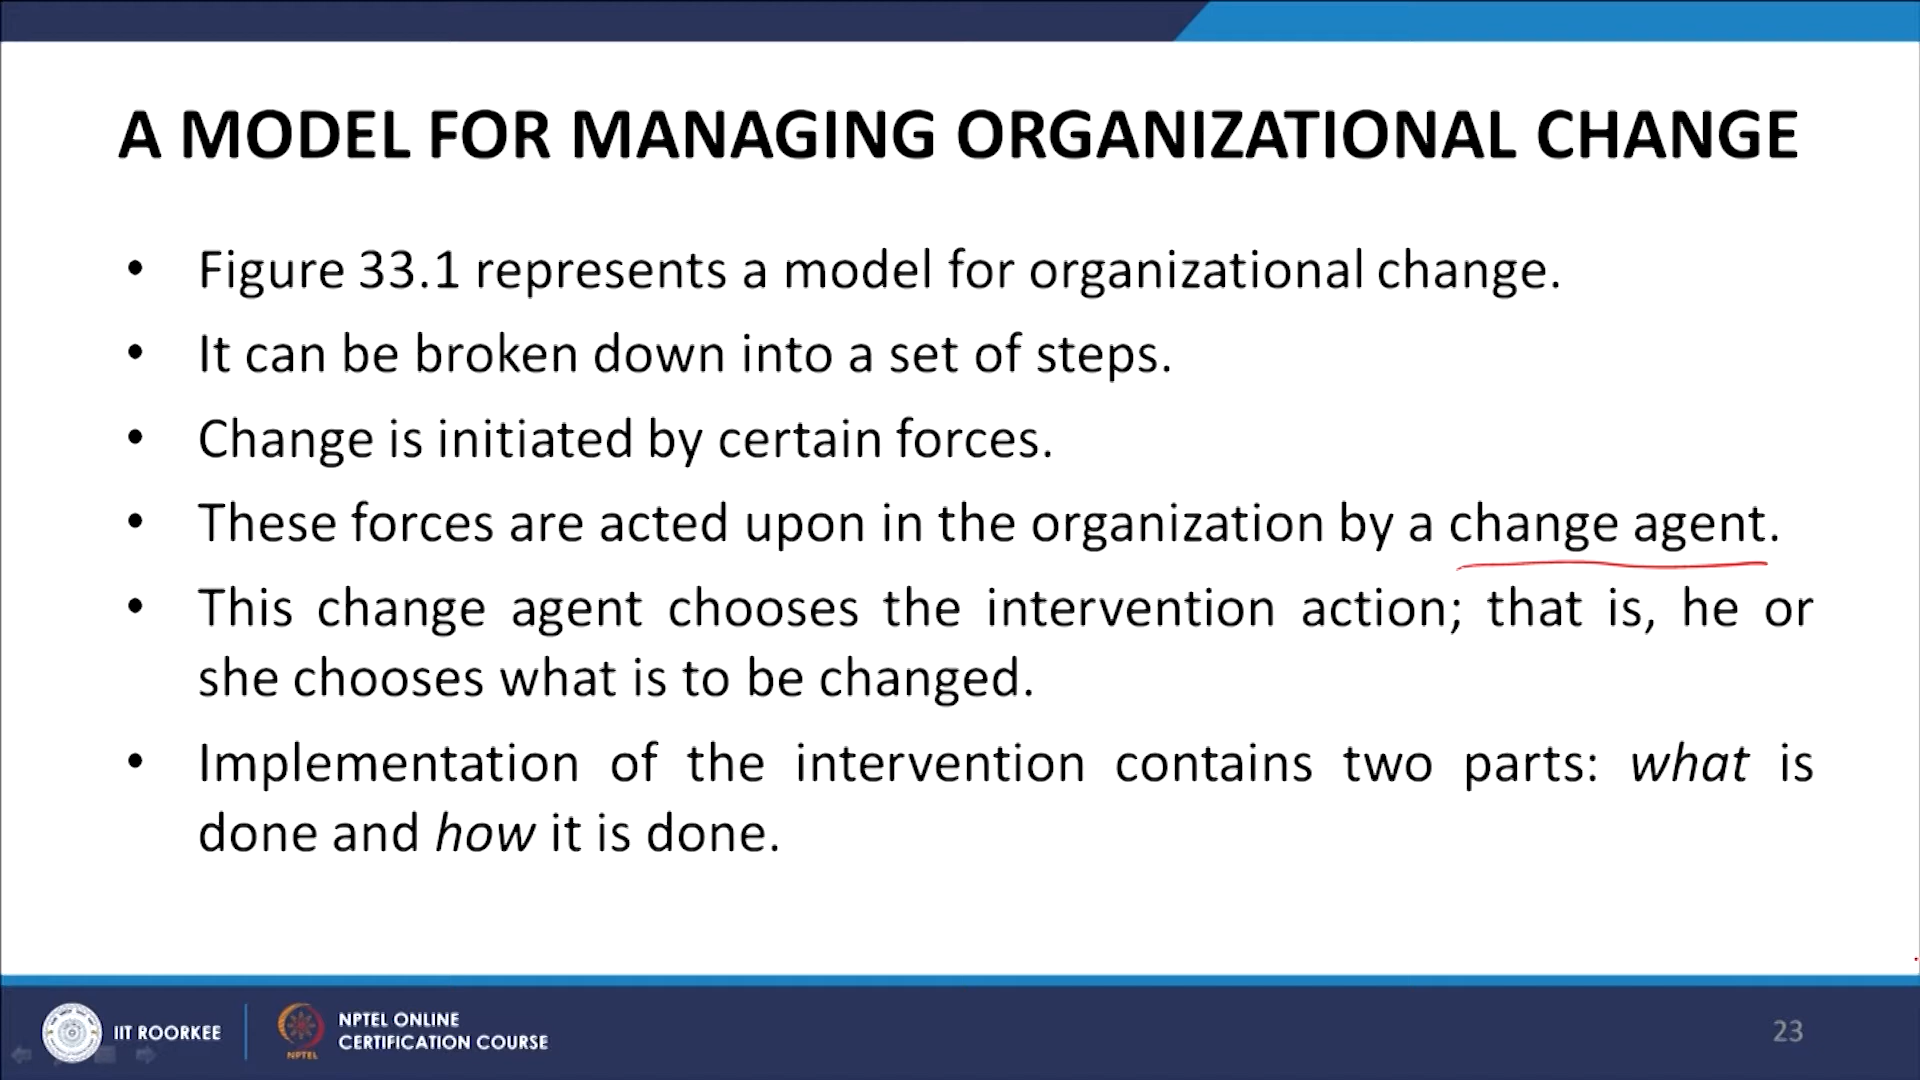 A MODEL FOR MANAGING ORGANIZATIONAL CHANGE
• Figure 33.1 represents a model for organizational change.
• It can be broken down into a set of steps.
• Change is initiated by certain forces.
• These forces are acted upon in the organization by a change agent.
• This change agent chooses the intervention action; that is, he or
she chooses what is to be changed.
• Implementation of the intervention contains two parts: what is
done and how it is done.
IIT ROORKEE
NPTEL
NPTEL ONLINE
CERTIFICATION COURSE
23